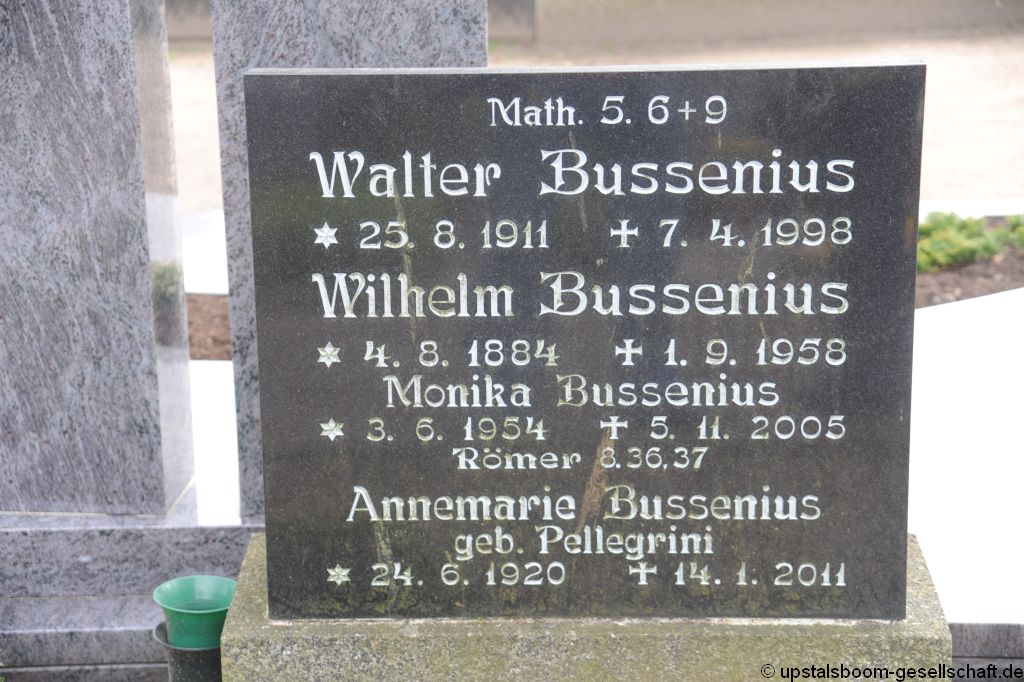 Math. 5. 6+9
Walter Bussenius
* 25. 8. 1911 ✝ 7. 4. 1998
Wilhelm Bussenius
* 4. 8. 1884 ✝ 1. 9. 1958
Monika Bussenius
* 3. 6. 1954 ✝ 5. 11. 2005
Römer 8. 36, 37
Annemarie Bussenius
geb. Pellegrini
* 24. 6. 1920 ✝ 14. 1. 2011
© upstalsboom-gesellschaft.de